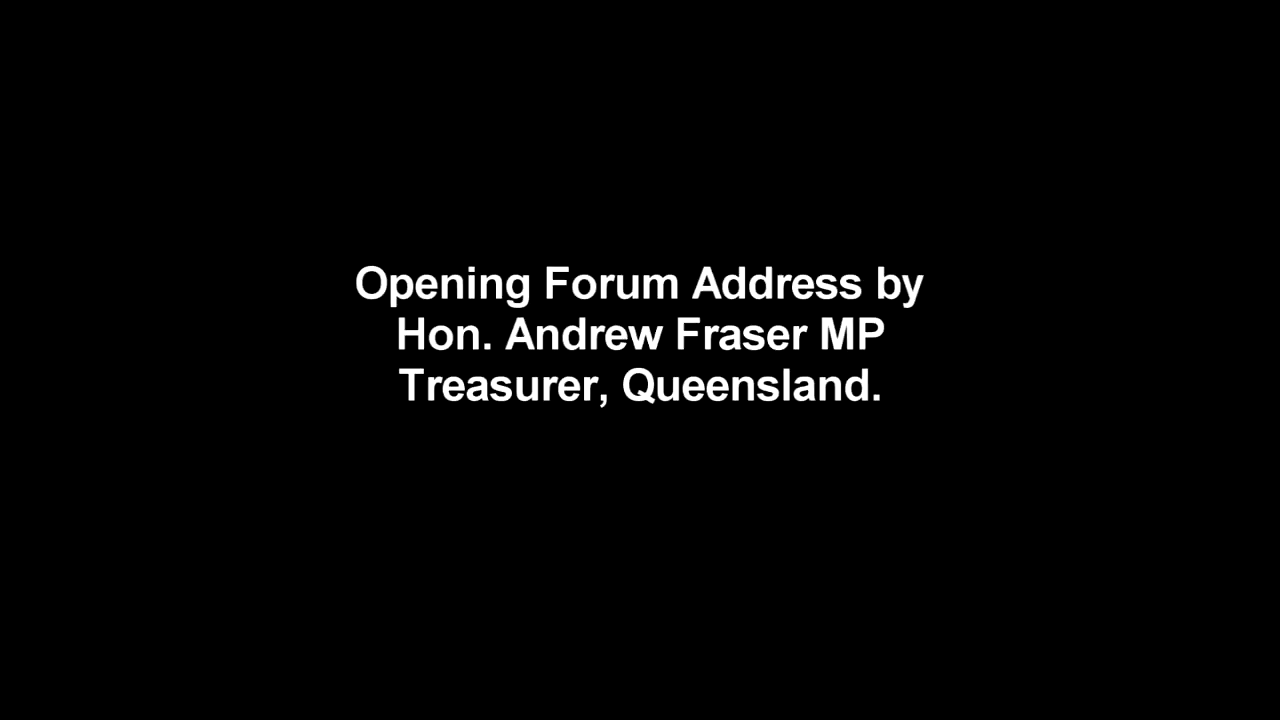 Opening Forum Address by
Hon. Andrew Fraser MP
Treasurer, Queensland.